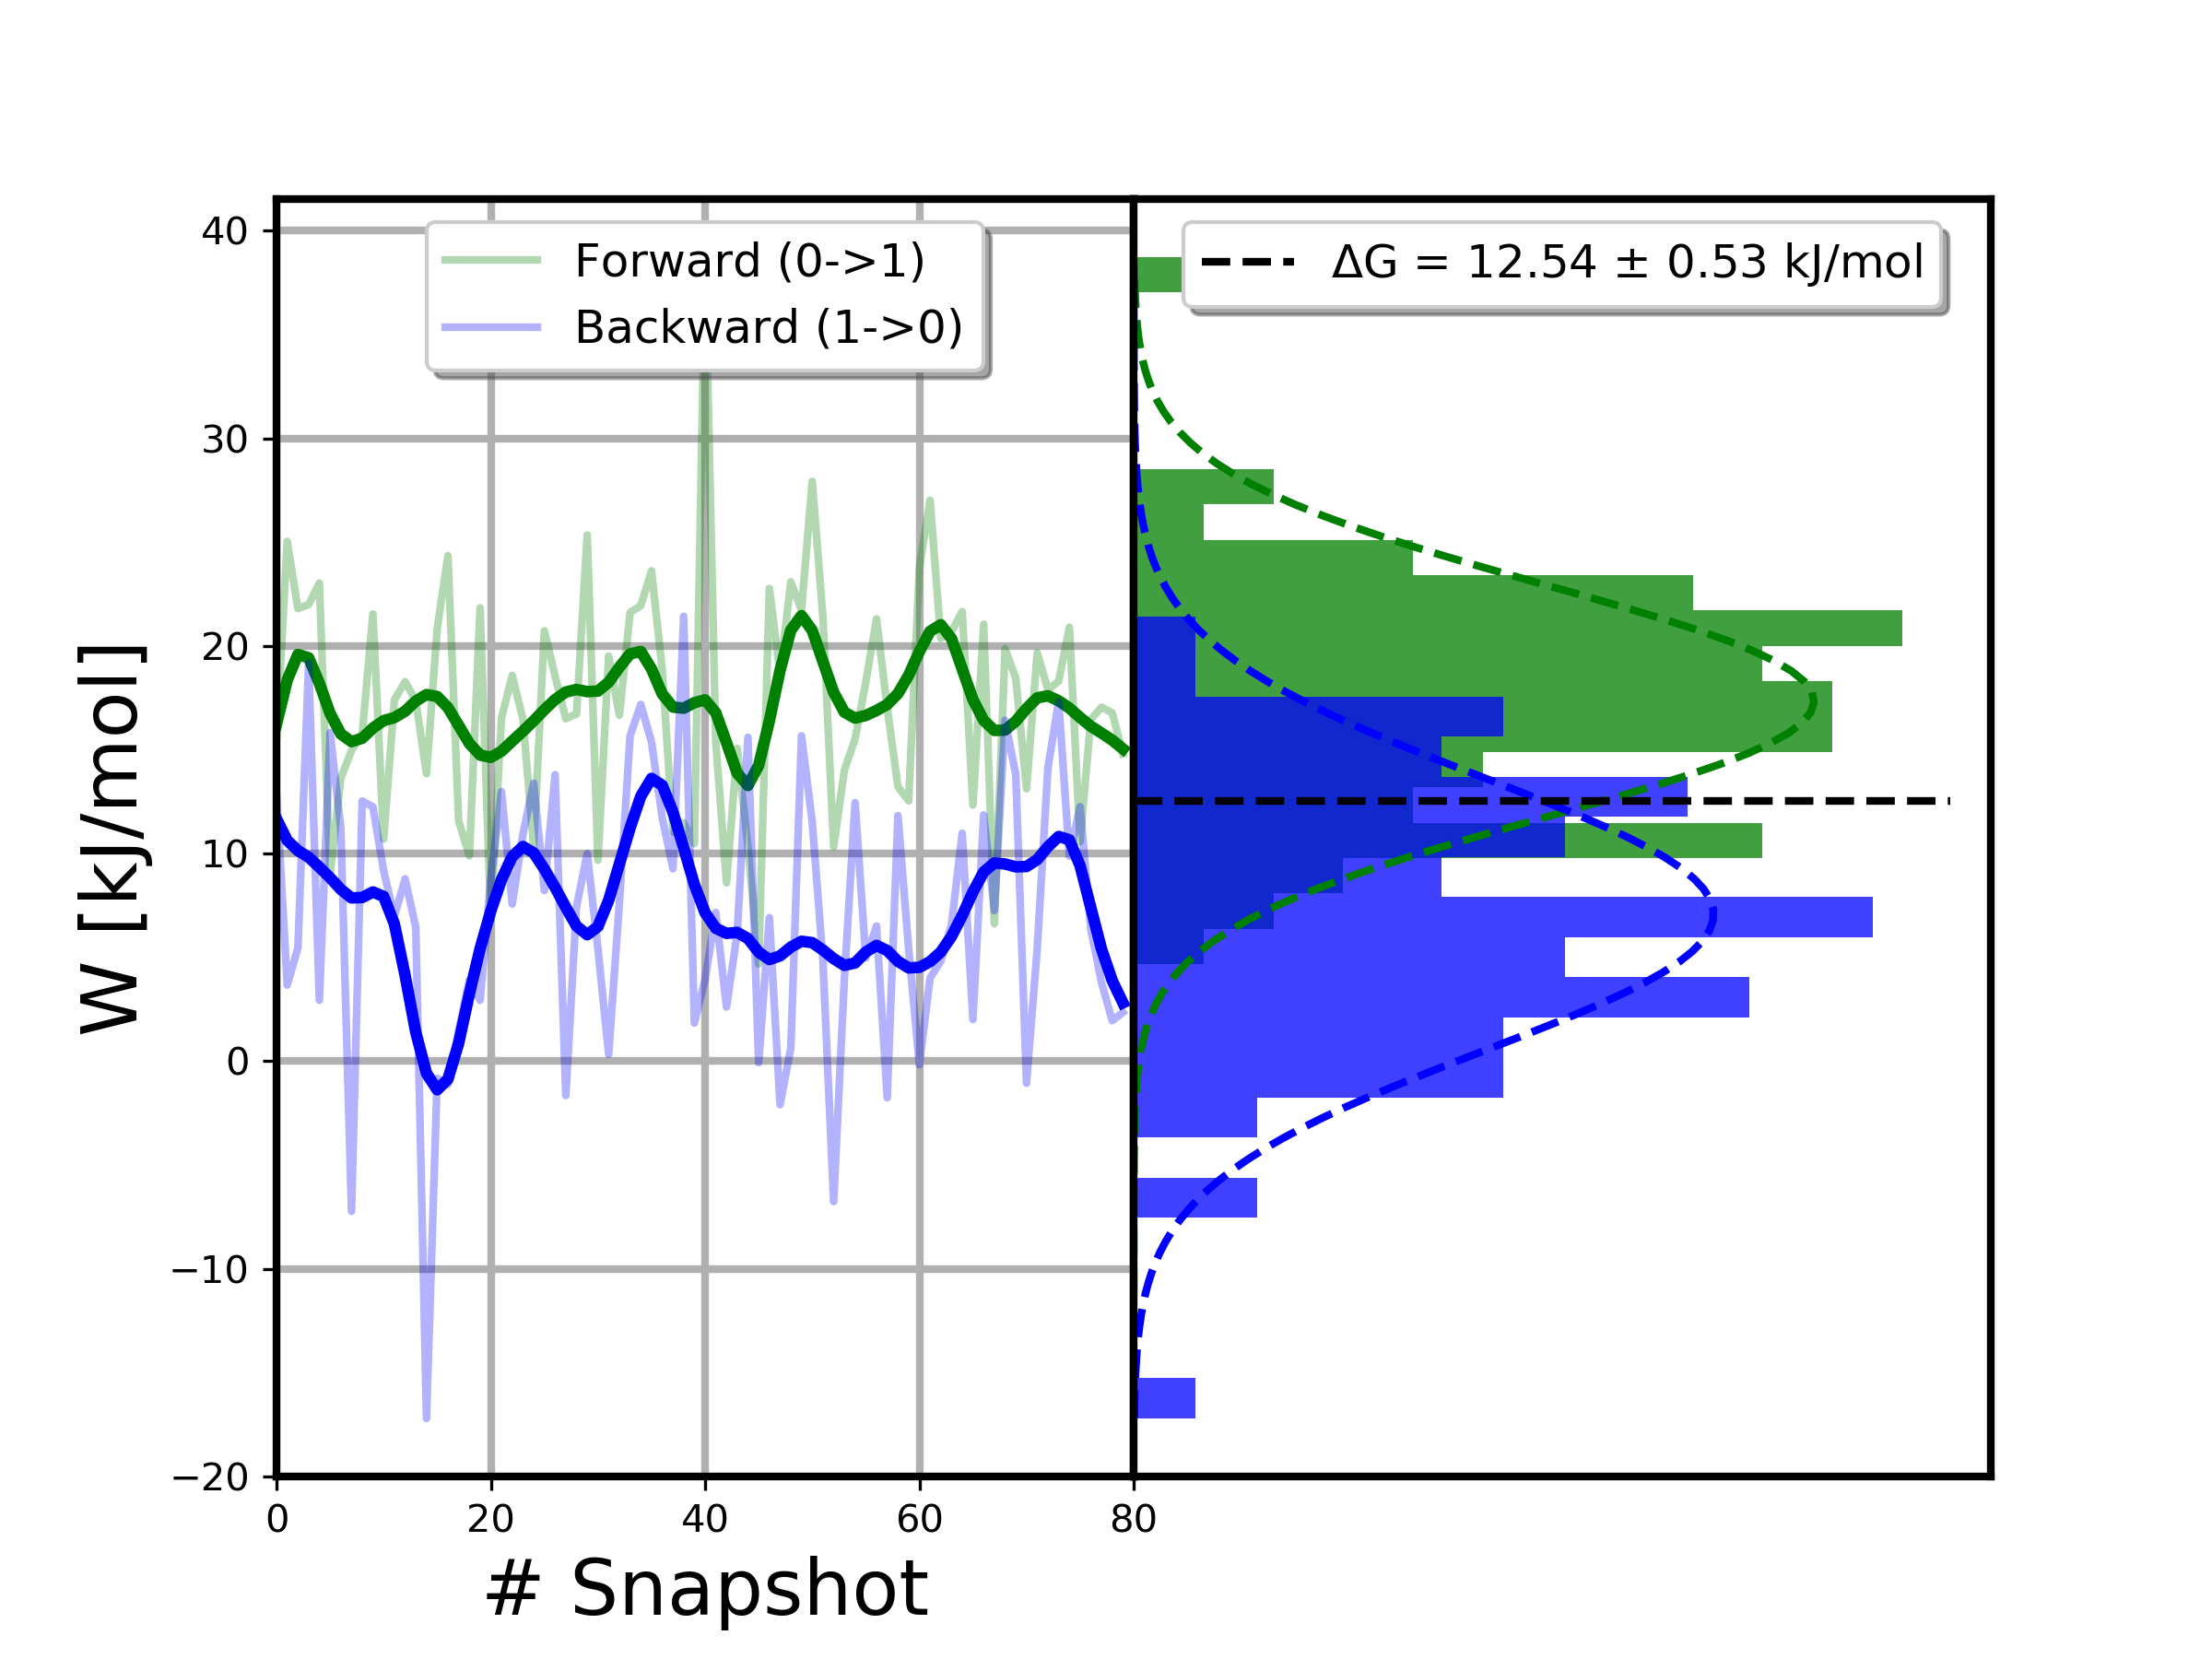 Forward (0->1)
Backward (1->0)
ΔG = 12.54 ± 0.53 kJ/mol
W [kJ/mol]
40
30
20
10
0
−10
−20
0 20 40 60 80
# Snapshot